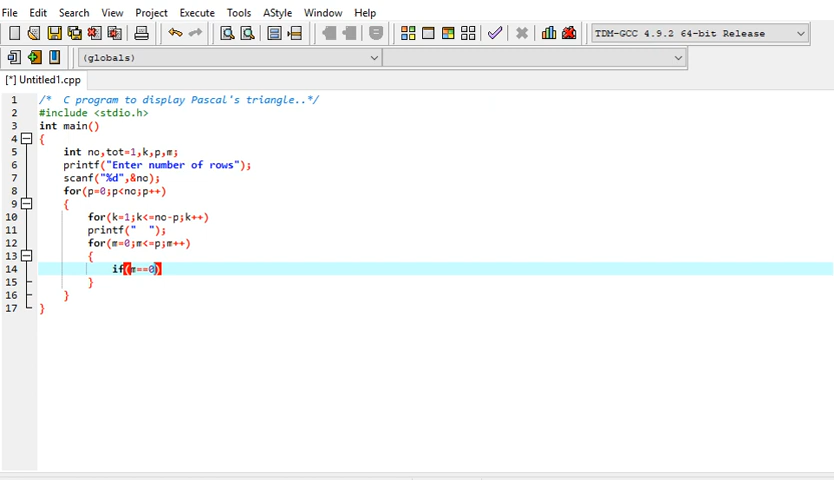 File Edit Search View Project Execute Tools AStyle Window Help
TDM-GCC 4.9.2 64-bit Release
(globals)
[*] Untitled1.cpp
1 /* C program to display Pascal's triangle..*/
2 #include <stdio.h>
3 int main()
4 {
5 int no,tot=1,k,p,m;
6 printf("Enter number of rows");
7 scanf("%d",&no);
8 for(p=0;p<no;p++)
9 {
10 for(k=1;k<=no-p;k++)
11 printf("  ");
12 for(m=0;m<=p;m++)
13 {
14 if(m==0)
15 }
16 }
17 }